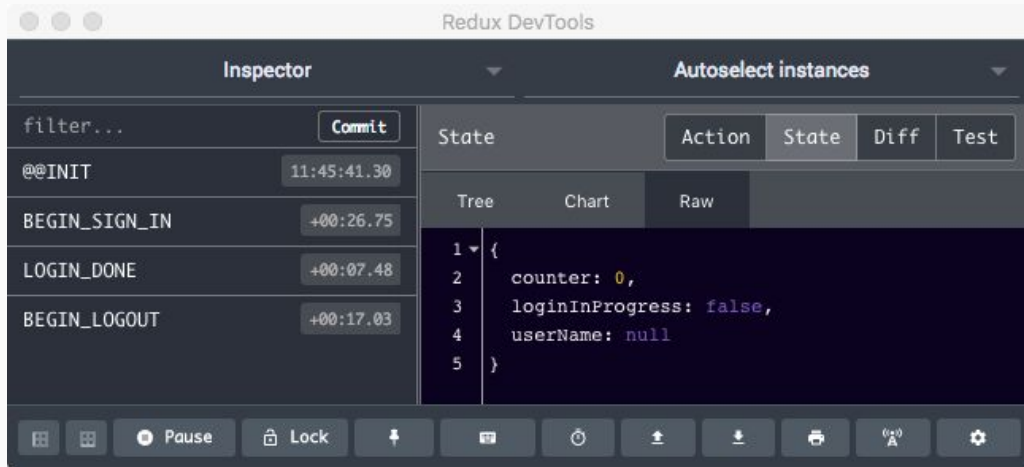 Redux DevTools
Inspector
Autoselect instances
filter...
Commit
@@INIT 11:45:41.30
BEGIN_SIGN_IN +00:26.75
LOGIN_DONE +00:07.48
BEGIN_LOGOUT +00:17.03
State
Action State Diff Test
Tree Chart Raw
1 {
2 counter: 0,
3 loginInProgress: false,
4 userName: null
5 }
Pause Lock